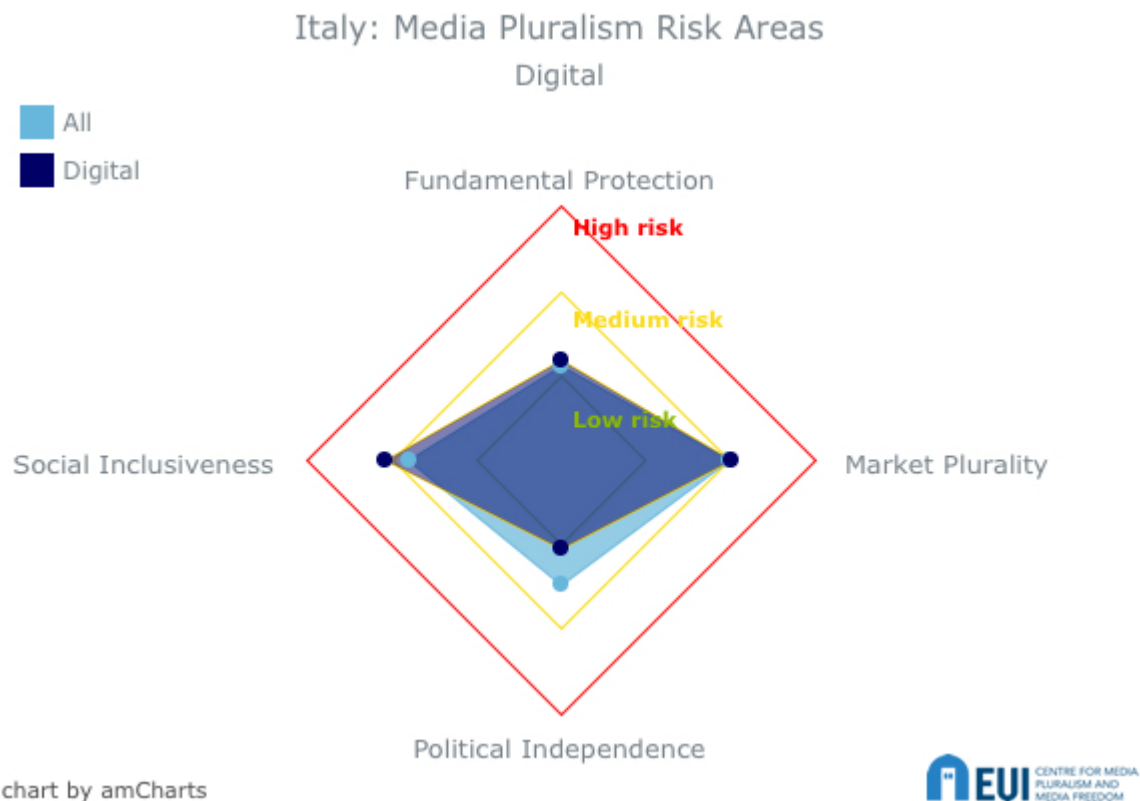 Italy: Media Pluralism Risk Areas
Digital
All
Digital
Fundamental Protection
High risk
Medium risk
Low risk
Social Inclusiveness
Market Plurality
Political Independence
chart by amCharts
EUI
CENTRE FOR MEDIA
PLURALISM AND
MEDIA FREEDOM